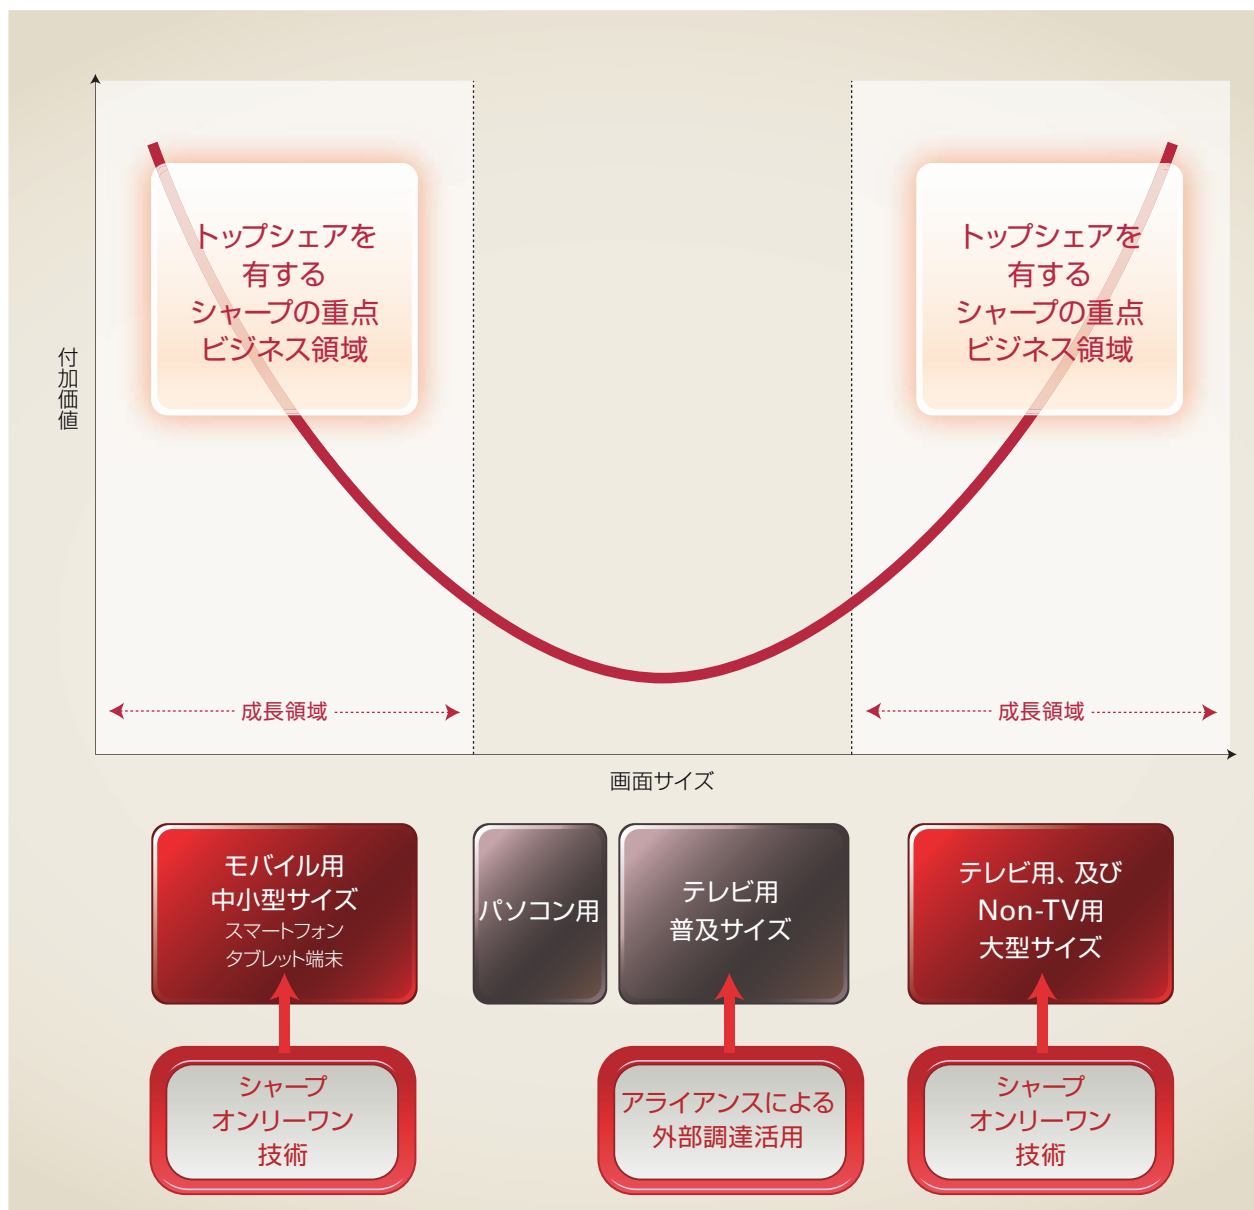 トップシェアを
有する
シャープの重点
ビジネス領域
トップシェアを
有する
シャープの重点
ビジネス領域
付加価値
成長領域
成長領域
画面サイズ
モバイル用
中小型サイズ
スマートフォン
タブレット端末
パソコン用
テレビ用
普及サイズ
テレビ用、及び
Non-TV用
大型サイズ
シャープ
オンリーワン
技術
アライアンスによる
外部調達活用
シャープ
オンリーワン
技術